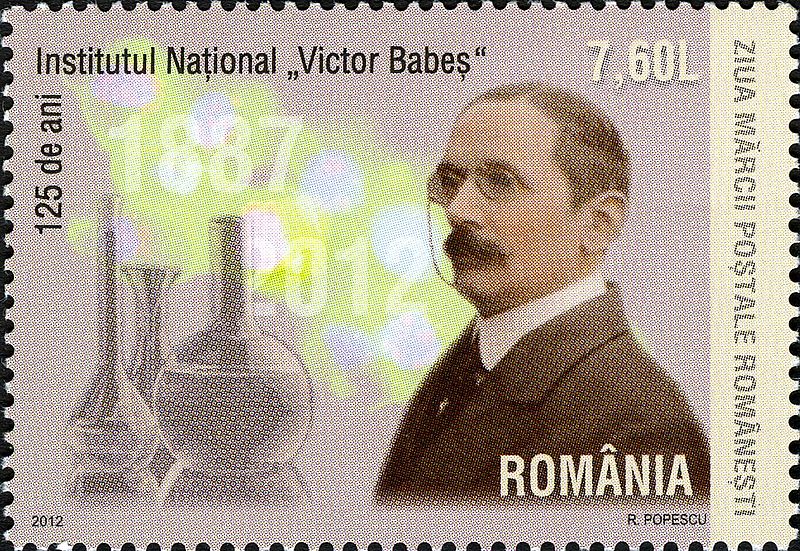 Institutul Național „Victor Babeș“
7,60L
125 de ani
1887
2012
ZIUA MĂRCII POȘTALE ROMÂNEȘTI
ROMÂNIA
2012
R. POPESCU